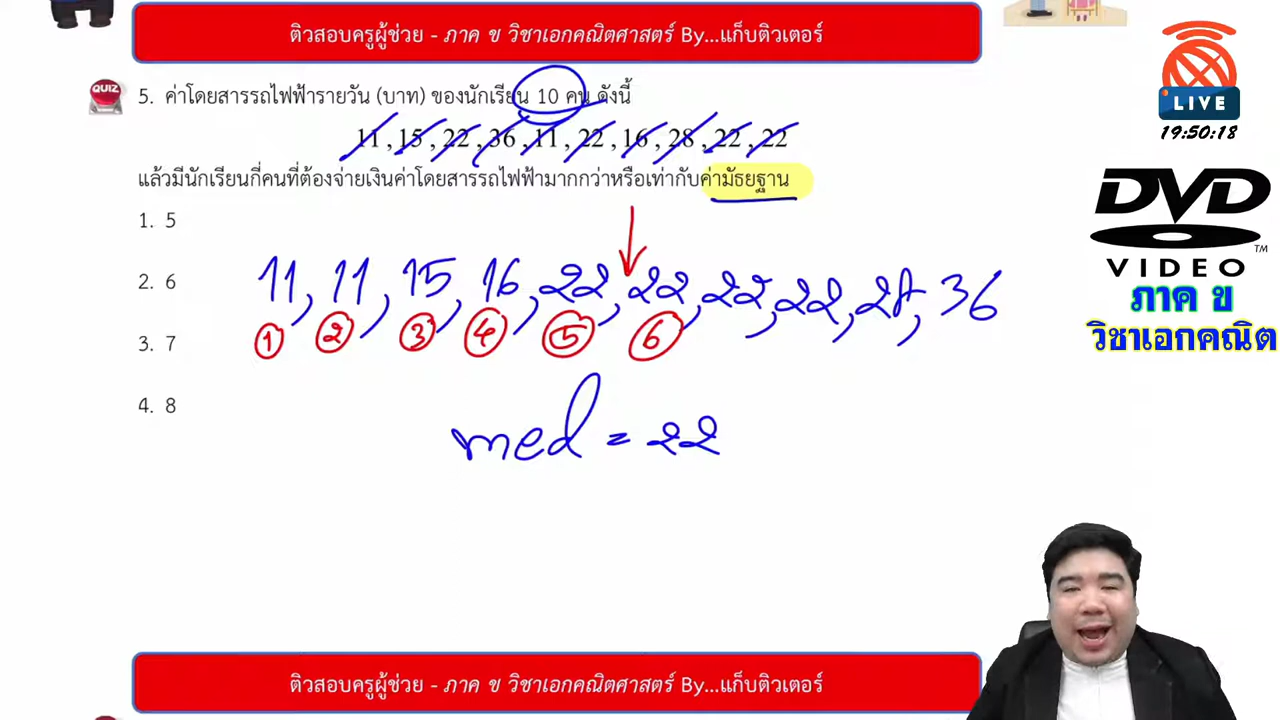 ติวสอบครูผู้ช่วย - ภาค ข วิชาเอกคณิตศาสตร์ By...แก็บติวเตอร์
LIVE
19:50:18
QUIZ
5. ค่าโดยสารรถไฟฟ้ารายวัน (บาท) ของนักเรียน 10 คน ดังนี้
11 , 15 , 22 , 36 , 11 , 22 , 16 , 28 , 22 , 22
แล้วมีนักเรียนกี่คนที่ต้องจ่ายเงินค่าโดยสารรถไฟฟ้ามากกว่าหรือเท่ากับค่ามัธยฐาน
DVD
VIDEO
ภาค ข
วิชาเอกคณิต
1. 5
2. 6
11, 11, 15, 16, 22, 22, 22, 22, 28, 36
1 2 3 4 5 6
3. 7
4. 8
med = 22
ติวสอบครูผู้ช่วย - ภาค ข วิชาเอกคณิตศาสตร์ By...แก็บติวเตอร์